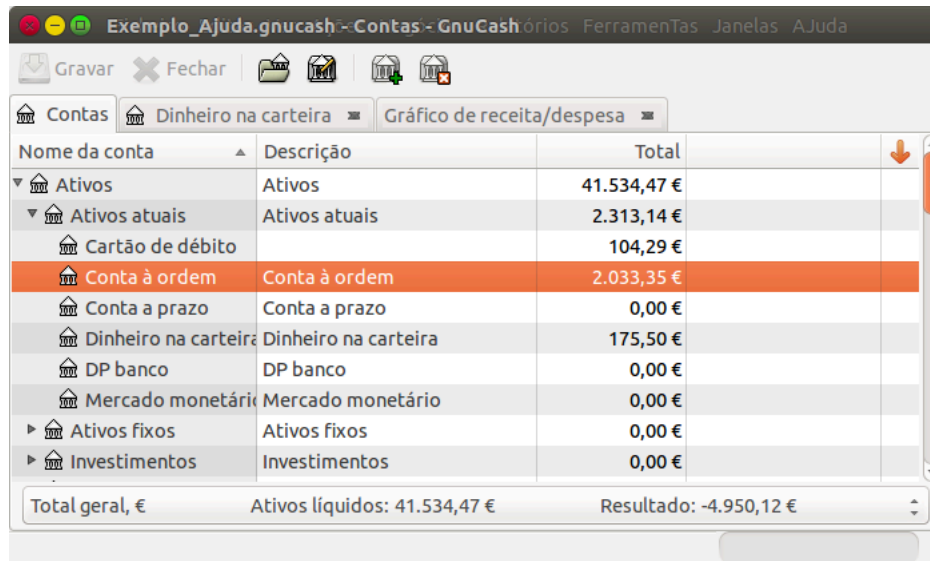 Exemplo_Ajuda.gnucash - Contas - GnuCash FerramenTas Janelas AJuda
Gravar Fechar
Contas Dinheiro na carteira Gráfico de receita/despesa
Nome da conta Descrição Total
Ativos Ativos 41.534,47 €
Ativos atuais Ativos atuais 2.313,14 €
Cartão de débito 104,29 €
Conta à ordem Conta à ordem 2.033,35 €
Conta a prazo Conta a prazo 0,00 €
Dinheiro na carteira Dinheiro na carteira 175,50 €
DP banco DP banco 0,00 €
Mercado monetári Mercado monetário 0,00 €
Ativos fixos Ativos fixos 0,00 €
Investimentos Investimentos 0,00 €
Total geral, € Ativos líquidos: 41.534,47 € Resultado: -4.950,12 €